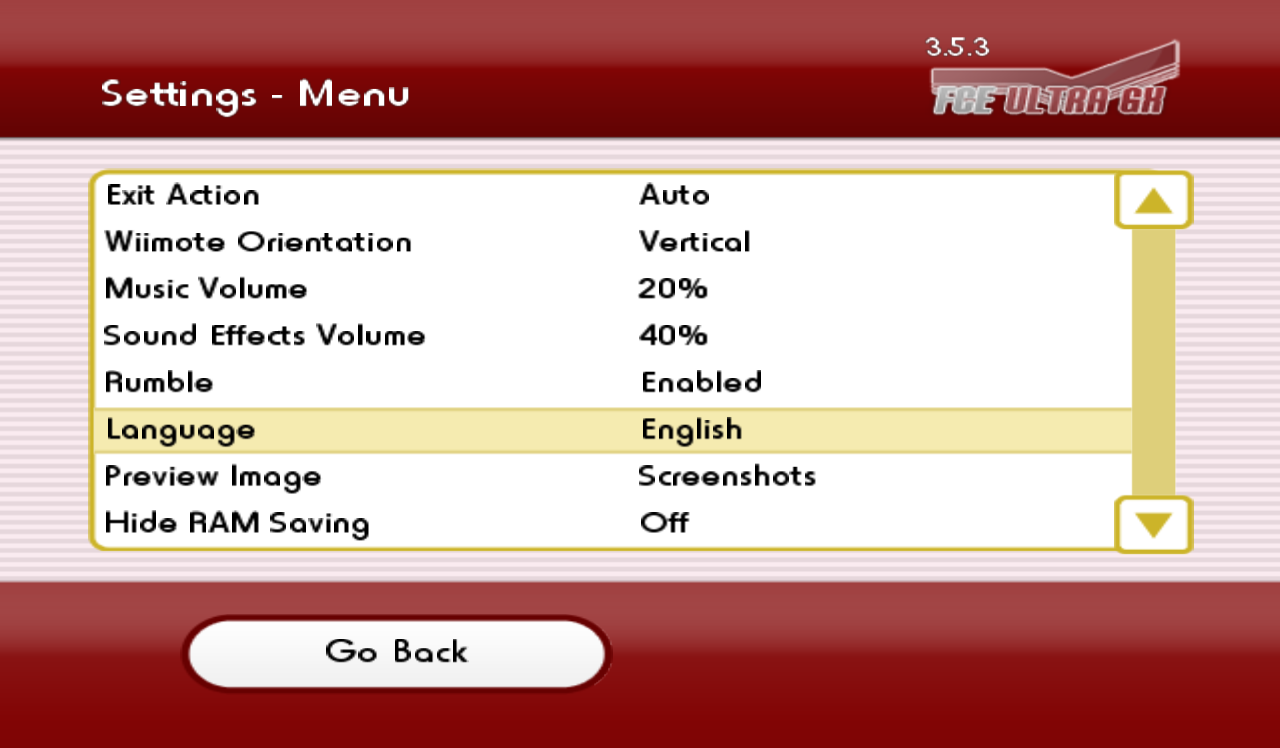 3.5.3
Settings - Menu
FCE ULTRA GX
Exit Action Auto
Wiimote Orientation Vertical
Music Volume 20%
Sound Effects Volume 40%
Rumble Enabled
Language English
Preview Image Screenshots
Hide RAM Saving Off
Go Back